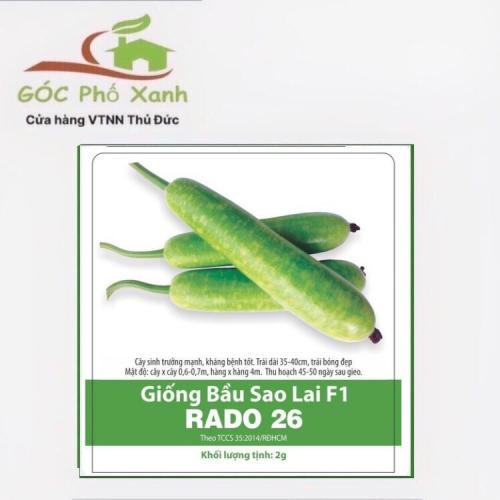 GÓC Phố Xanh
Cửa hàng VTNN Thủ Đức
Cây sinh trưởng mạnh, kháng bệnh tốt. Trái dài 35-40cm, trái bóng đẹp
Mật độ: cây x cây 0,6-0,7m, hàng x hàng 4m. Thu hoạch 45-50 ngày sau gieo.
Giống Bầu Sao Lai F1
RADO 26
Theo TCCS 35:2014/RĐHCM
Khối lượng tịnh: 2g